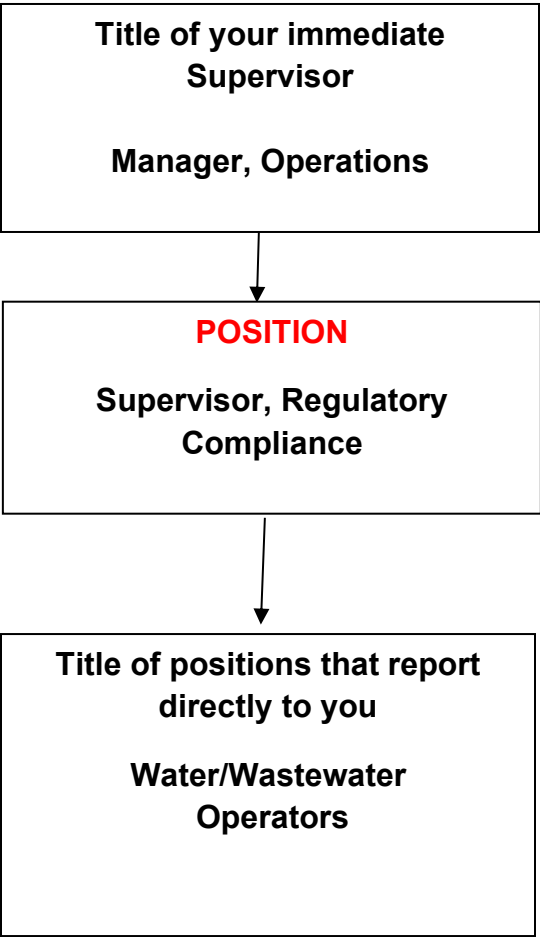 Title of your immediate
Supervisor
Manager, Operations
POSITION
Supervisor, Regulatory
Compliance
Title of positions that report
directly to you
Water/Wastewater
Operators